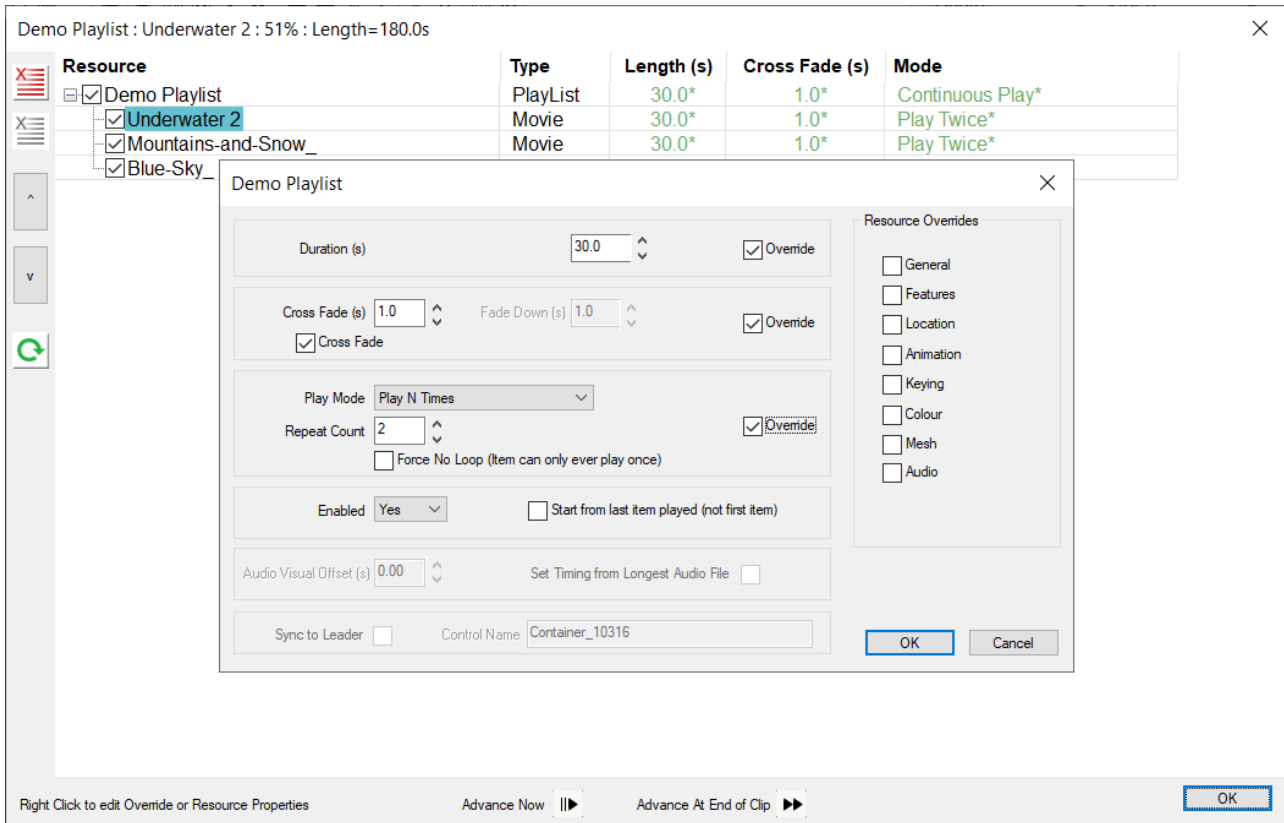 Demo Playlist : Underwater 2 : 51% : Length=180.0s
Resource Type Length (s) Cross Fade (s) Mode
Demo Playlist PlayList 30.0* 1.0* Continuous Play*
Underwater 2 Movie 30.0* 1.0* Play Twice*
Mountains-and-Snow_ Movie 30.0* 1.0* Play Twice*
Blue-Sky_
^
v
Demo Playlist
Duration (s) 30.0 Override
Cross Fade (s) 1.0 Fade Down (s) 1.0 Override
Cross Fade
Play Mode Play N Times
Repeat Count 2 Override
Force No Loop (Item can only ever play once)
Enabled Yes Start from last item played (not first item)
Audio Visual Offset (s) 0.00 Set Timing from Longest Audio File
Sync to Leader Control Name Container_10316
Resource Overrides
General
Features
Location
Animation
Keying
Colour
Mesh
Audio
OK Cancel
Right Click to edit Override or Resource Properties Advance Now Advance At End of Clip OK